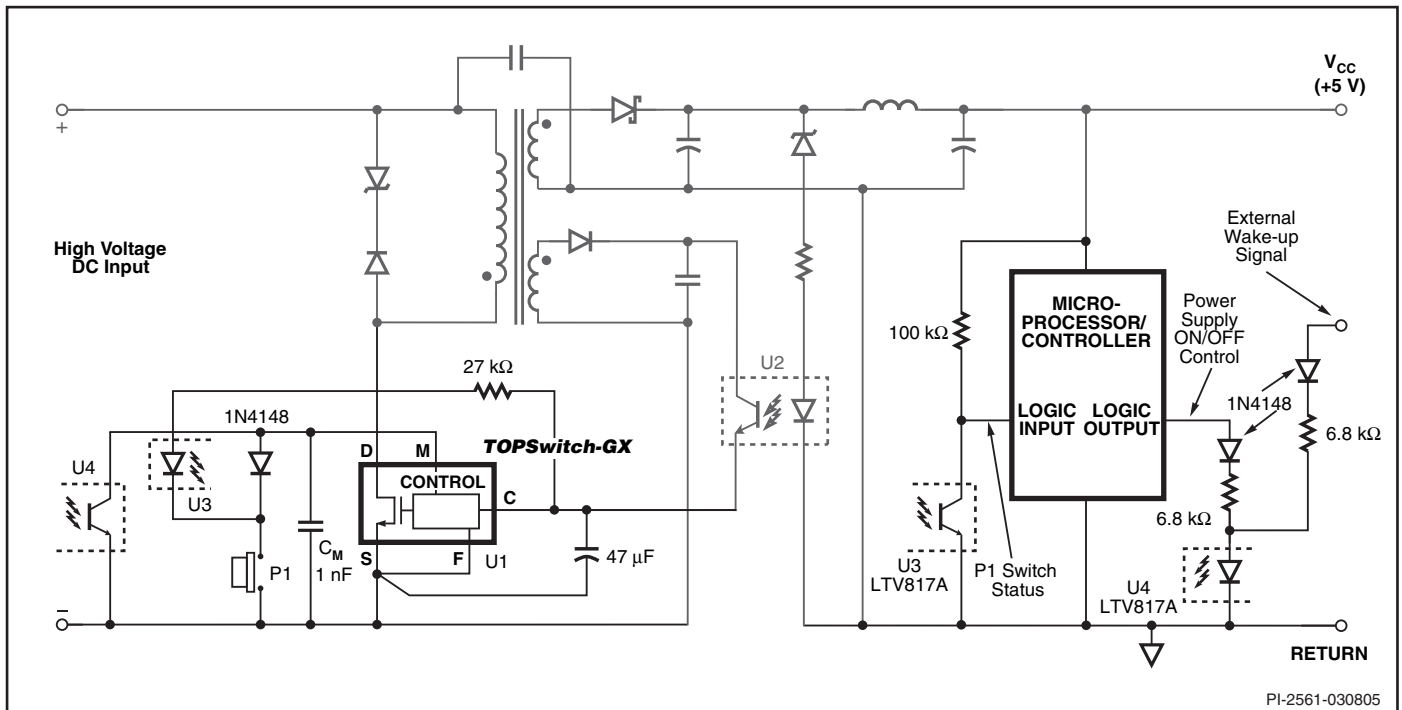 V_CC
(+5 V)
+
High Voltage
DC Input
External
Wake-up
Signal
MICRO-
PROCESSOR/
CONTROLLER
Power
Supply
ON/OFF
Control
100 kΩ
U2
27 kΩ
1N4148
1N4148
LOGIC
INPUT
LOGIC
OUTPUT
6.8 kΩ
TOPSwitch-GX
D
M
CONTROL
C
U4
U3
6.8 kΩ
C_M
1 nF
P1
S
F
U1
47 µF
U3
LTV817A
P1 Switch
Status
U4
LTV817A
−
RETURN
PI-2561-030805